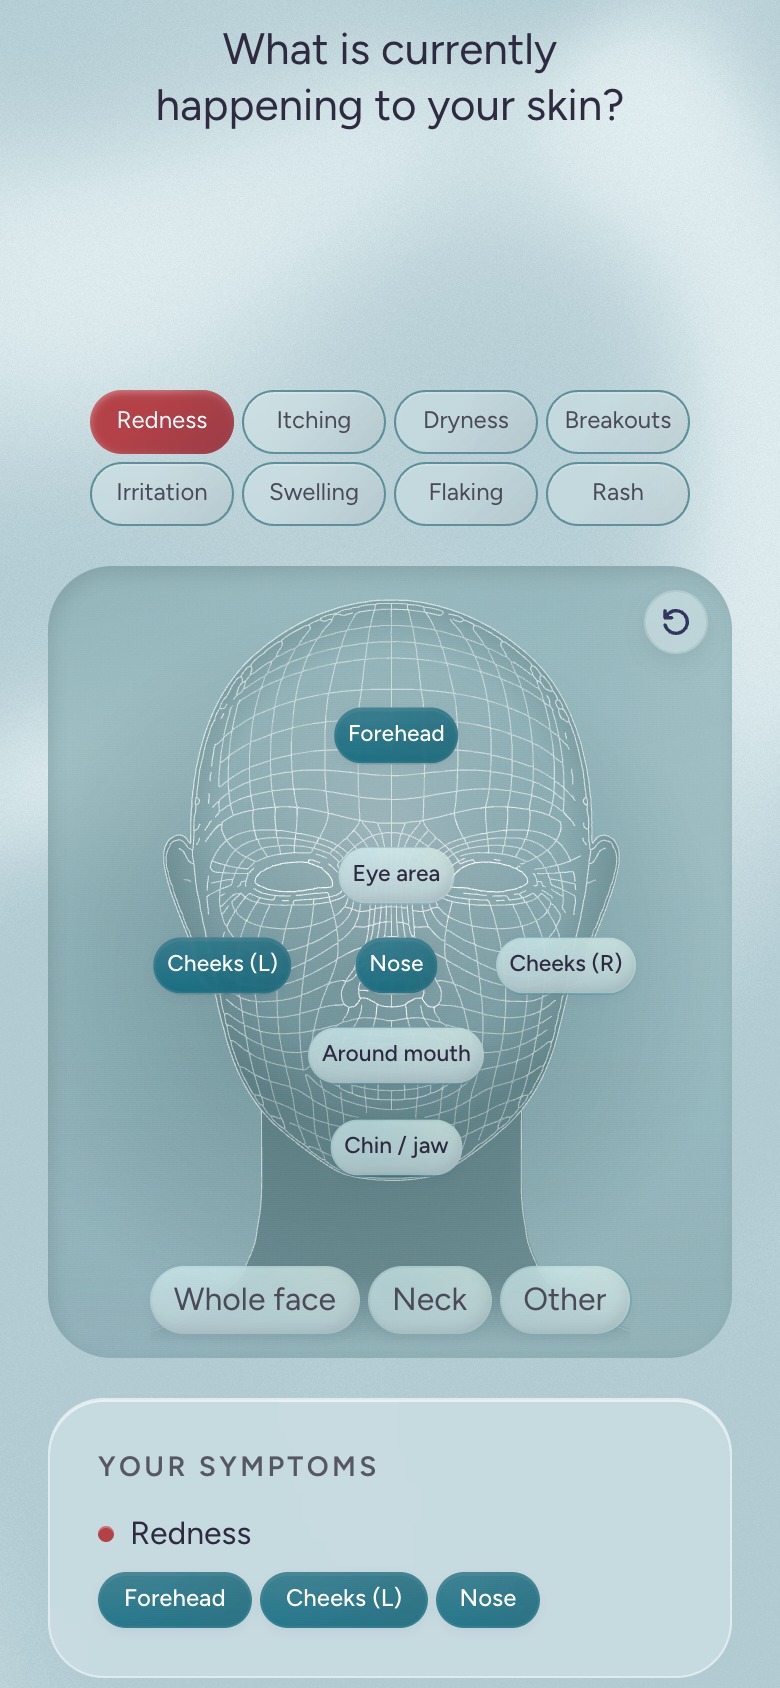 What is currently
happening to your skin?
Redness Itching Dryness Breakouts
Irritation Swelling Flaking Rash
Forehead
Eye area
Cheeks (L) Nose Cheeks (R)
Around mouth
Chin / jaw
Whole face Neck Other
YOUR SYMPTOMS
Redness
Forehead Cheeks (L) Nose